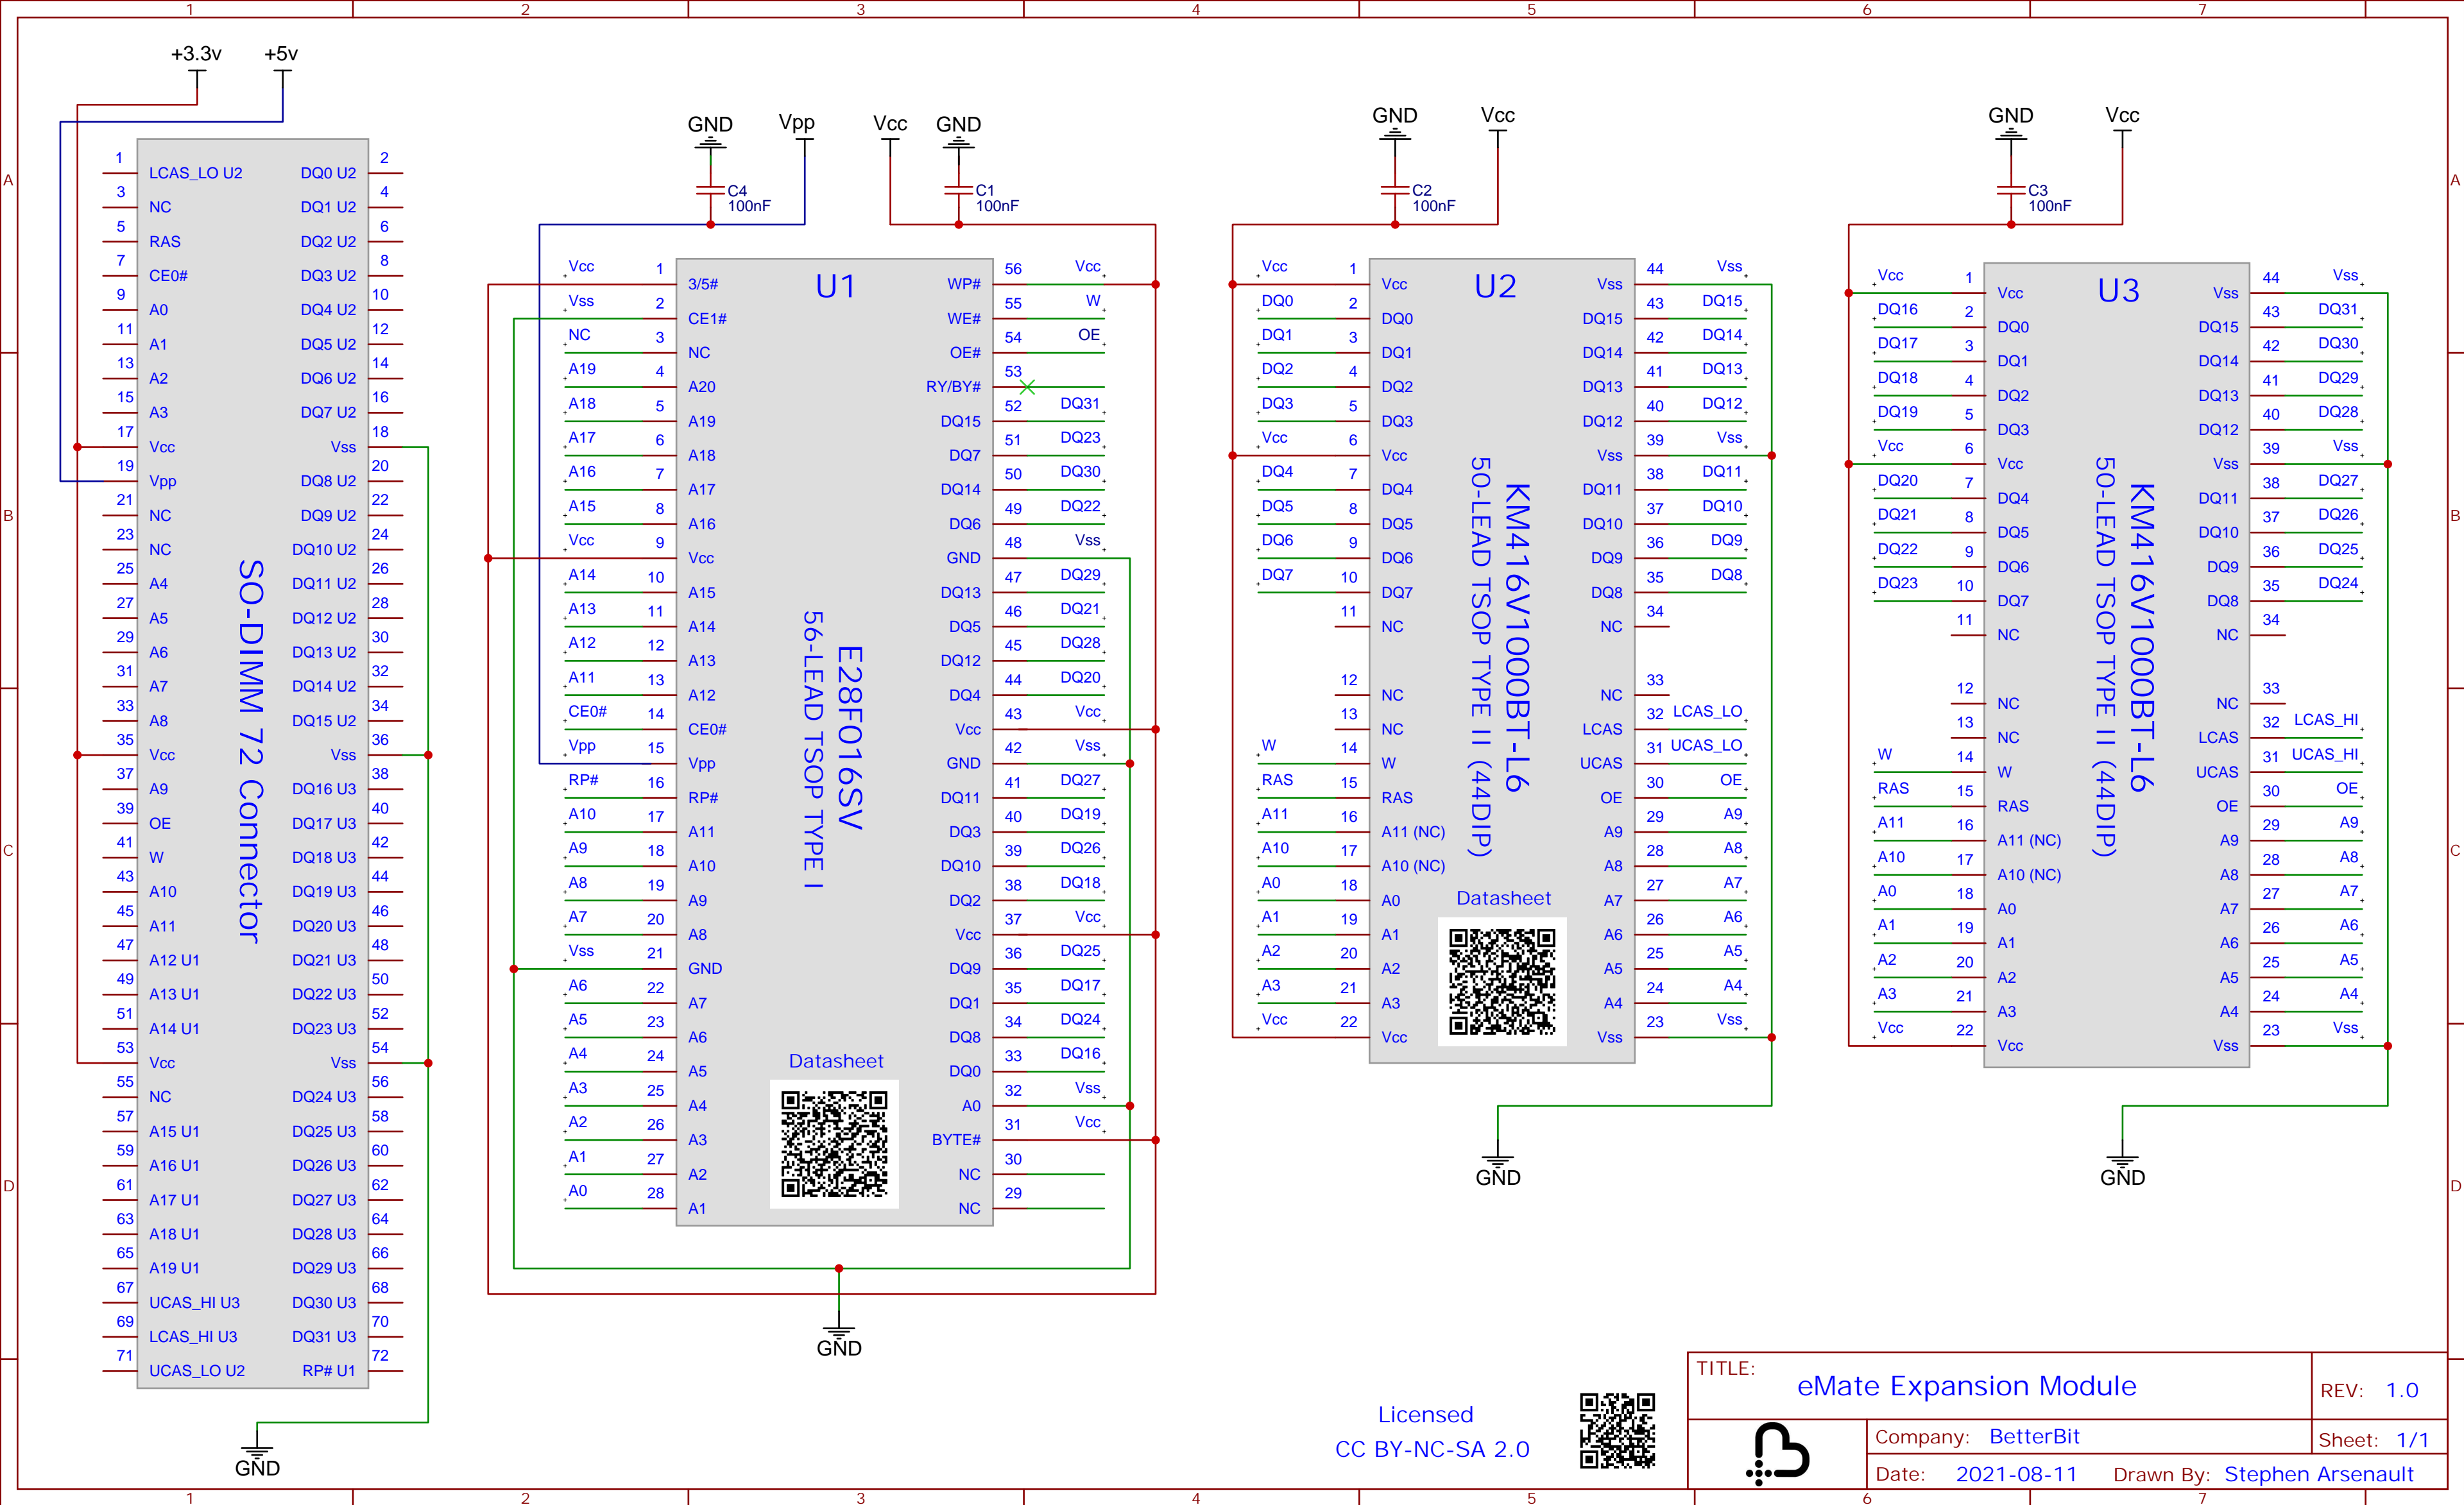 1 2 3 4 5 6 7
A A
B B
C C
D D
+3.3v +5v
1 LCAS_LO U2 DQ0 U2 2
3 NC DQ1 U2 4
5 RAS DQ2 U2 6
7 CE0# DQ3 U2 8
9 A0 DQ4 U2 10
11 A1 DQ5 U2 12
13 A2 DQ6 U2 14
15 A3 DQ7 U2 16
17 Vcc Vss 18
19 Vpp DQ8 U2 20
21 NC DQ9 U2 22
23 NC DQ10 U2 24
25 A4 DQ11 U2 26
27 A5 DQ12 U2 28
29 A6 DQ13 U2 30
31 A7 DQ14 U2 32
33 A8 DQ15 U2 34
35 Vcc Vss 36
37 A9 DQ16 U3 38
39 OE DQ17 U3 40
41 W DQ18 U3 42
43 A10 DQ19 U3 44
45 A11 DQ20 U3 46
47 A12 U1 DQ21 U3 48
49 A13 U1 DQ22 U3 50
51 A14 U1 DQ23 U3 52
53 Vcc Vss 54
55 NC DQ24 U3 56
57 A15 U1 DQ25 U3 58
59 A16 U1 DQ26 U3 60
61 A17 U1 DQ27 U3 62
63 A18 U1 DQ28 U3 64
65 A19 U1 DQ29 U3 66
67 UCAS_HI U3 DQ30 U3 68
69 LCAS_HI U3 DQ31 U3 70
71 UCAS_LO U2 RP# U1 72
SO-DIMM 72 Connector
GND
GND Vpp Vcc GND
C4
100nF
C1
100nF
U1
Vcc 1 3/5# WP# 56 Vcc
Vss 2 CE1# WE# 55 W
NC 3 NC OE# 54 OE
A19 4 A20 RY/BY# 53
A18 5 A19 DQ15 52 DQ31
A17 6 A18 DQ7 51 DQ23
A16 7 A17 DQ14 50 DQ30
A15 8 A16 DQ6 49 DQ22
Vcc 9 Vcc GND 48 Vss
A14 10 A15 DQ13 47 DQ29
A13 11 A14 DQ5 46 DQ21
A12 12 A13 DQ12 45 DQ28
A11 13 A12 DQ4 44 DQ20
CE0# 14 CE0# Vcc 43 Vcc
Vpp 15 Vpp GND 42 Vss
RP# 16 RP# DQ11 41 DQ27
A10 17 A11 DQ3 40 DQ19
A9 18 A10 DQ10 39 DQ26
A8 19 A9 DQ2 38 DQ18
A7 20 A8 Vcc 37 Vcc
Vss 21 GND DQ9 36 DQ25
A6 22 A7 DQ1 35 DQ17
A5 23 A6 DQ8 34 DQ24
A4 24 A5 DQ0 33 DQ16
A3 25 A4 A0 32 Vss
A2 26 A3 BYTE# 31 Vcc
A1 27 A2 NC 30
A0 28 A1 NC 29
E28F016SV
56-LEAD TSOP TYPE I
Datasheet
GND
GND Vcc
C2
100nF
U2
Vcc 1 Vcc Vss 44 Vss
DQ0 2 DQ0 DQ15 43 DQ15
DQ1 3 DQ1 DQ14 42 DQ14
DQ2 4 DQ2 DQ13 41 DQ13
DQ3 5 DQ3 DQ12 40 DQ12
Vcc 6 Vcc Vss 39 Vss
DQ4 7 DQ4 DQ11 38 DQ11
DQ5 8 DQ5 DQ10 37 DQ10
DQ6 9 DQ6 DQ9 36 DQ9
DQ7 10 DQ7 DQ8 35 DQ8
11 NC NC 34
12 NC NC 33
13 NC LCAS 32 LCAS_LO
W 14 W UCAS 31 UCAS_LO
RAS 15 RAS OE 30 OE
A11 16 A11 (NC) A9 29 A9
A10 17 A10 (NC) A8 28 A8
A0 18 A0 A7 27 A7
A1 19 A1 A6 26 A6
A2 20 A2 A5 25 A5
A3 21 A3 A4 24 A4
Vcc 22 Vcc Vss 23 Vss
KM416V1000BT-L6
50-LEAD TSOP TYPE II (44DIP)
Datasheet
GND
GND Vcc
C3
100nF
U3
Vcc 1 Vcc Vss 44 Vss
DQ16 2 DQ0 DQ15 43 DQ31
DQ17 3 DQ1 DQ14 42 DQ30
DQ18 4 DQ2 DQ13 41 DQ29
DQ19 5 DQ3 DQ12 40 DQ28
Vcc 6 Vcc Vss 39 Vss
DQ20 7 DQ4 DQ11 38 DQ27
DQ21 8 DQ5 DQ10 37 DQ26
DQ22 9 DQ6 DQ9 36 DQ25
DQ23 10 DQ7 DQ8 35 DQ24
11 NC NC 34
12 NC NC 33
13 NC LCAS 32 LCAS_HI
W 14 W UCAS 31 UCAS_HI
RAS 15 RAS OE 30 OE
A11 16 A11 (NC) A9 29 A9
A10 17 A10 (NC) A8 28 A8
A0 18 A0 A7 27 A7
A1 19 A1 A6 26 A6
A2 20 A2 A5 25 A5
A3 21 A3 A4 24 A4
Vcc 22 Vcc Vss 23 Vss
KM416V1000BT-L6
50-LEAD TSOP TYPE II (44DIP)
GND
Licensed
CC BY-NC-SA 2.0
TITLE:
eMate Expansion Module
REV: 1.0
Company: BetterBit
Sheet: 1/1
Date: 2021-08-11 Drawn By: Stephen Arsenault
1 2 3 4 5 6 7